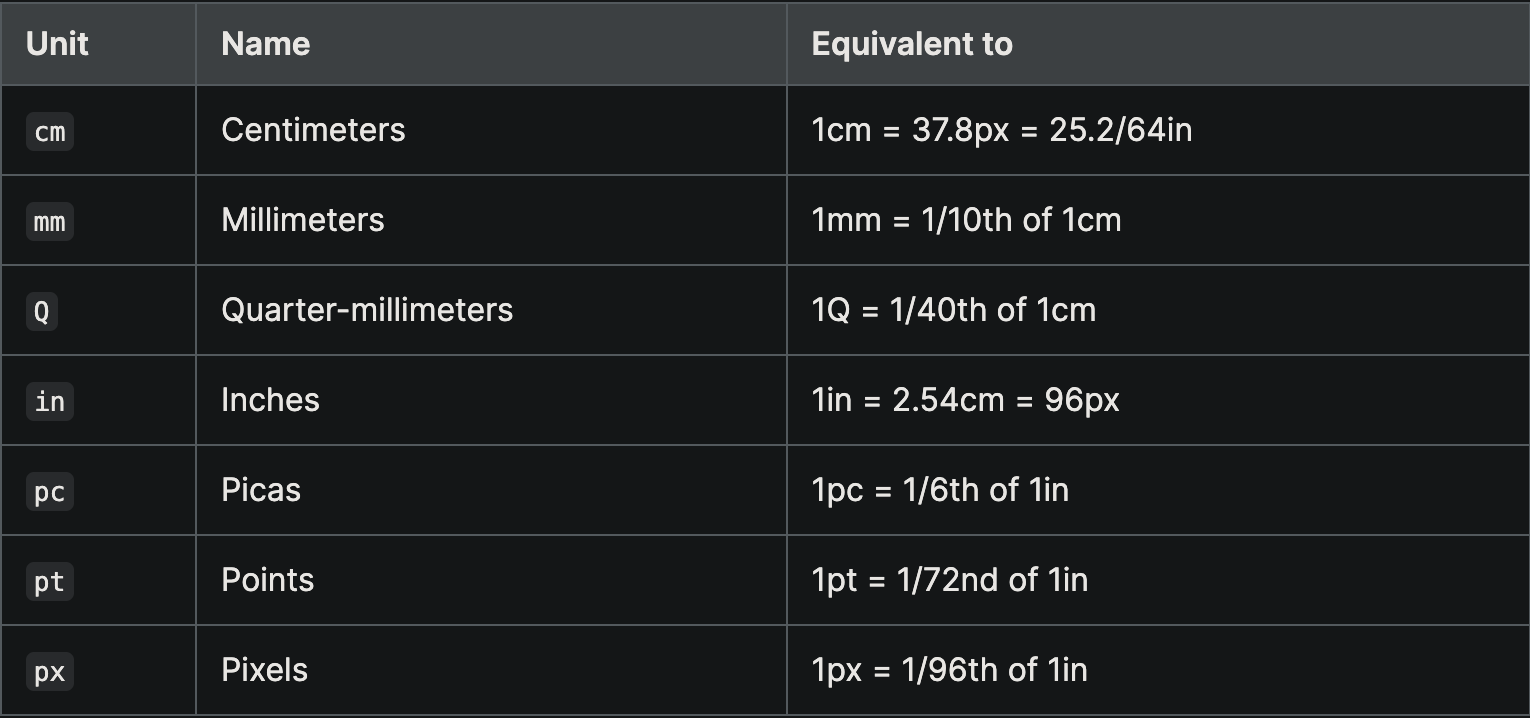 Unit Name Equivalent to
cm Centimeters 1cm = 37.8px = 25.2/64in
mm Millimeters 1mm = 1/10th of 1cm
Q Quarter-millimeters 1Q = 1/40th of 1cm
in Inches 1in = 2.54cm = 96px
pc Picas 1pc = 1/6th of 1in
pt Points 1pt = 1/72nd of 1in
px Pixels 1px = 1/96th of 1in